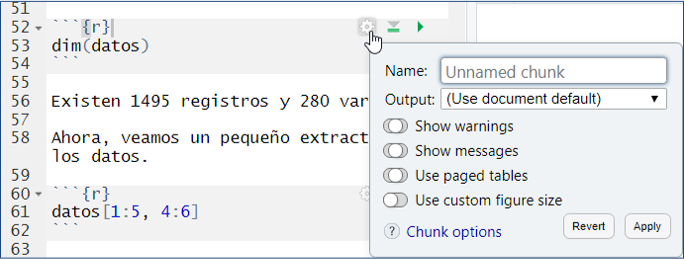 51
52 ```{r}
53 dim(datos)
54 ```
55
56 Existen 1495 registros y 280 var
57
58 Ahora, veamos un pequeño extract
los datos.
59
60 ```{r}
61 datos[1:5, 4:6]
62 ```
63
Name: Unnamed chunk
Output: (Use document default)
Show warnings
Show messages
Use paged tables
Use custom figure size
? Chunk options Revert Apply